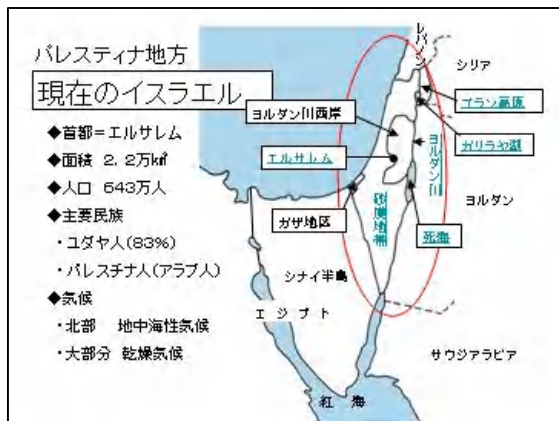 パレスティナ地方
現在のイスラエル
◆首都=エルサレム
◆面積 2.2万k㎡
◆人口 643万人
◆主要民族
・ユダヤ人(83%)
・パレスチナ人(アラブ人)
◆気候
・北部 地中海性気候
・大部分 乾燥気候
レバノン
シリア
ゴラン高原
ヨルダン川西岸
ガリラヤ湖
エルサレム
ヨルダン川
ヨルダン
ガザ地区
砂漠地帯
死海
シナイ半島
エジプト
サウジアラビア
紅海